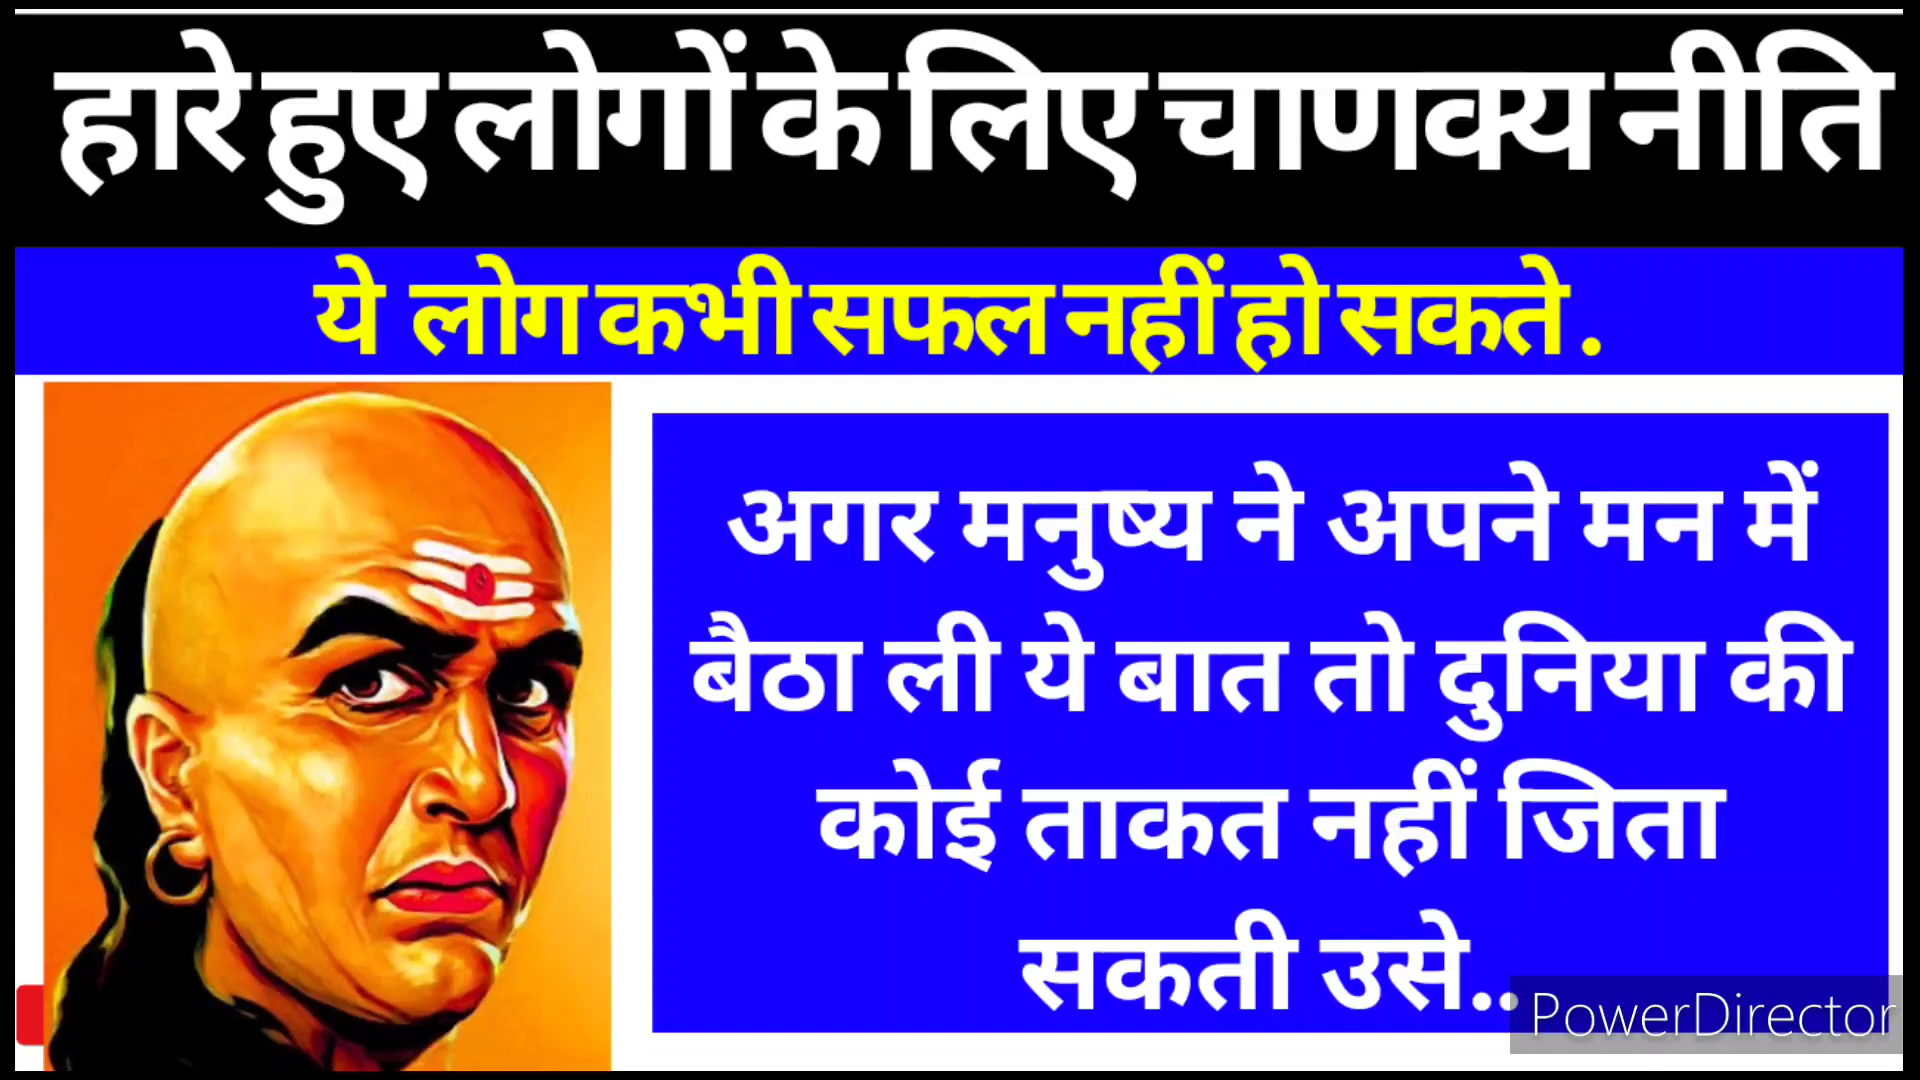 हारे हुए लोगों के लिए चाणक्य नीति
ये लोग कभी सफल नहीं हो सकते.
अगर मनुष्य ने अपने मन में
बैठा ली ये बात तो दुनिया की
कोई ताकत नहीं जिता
सकती उसे..
PowerDirector